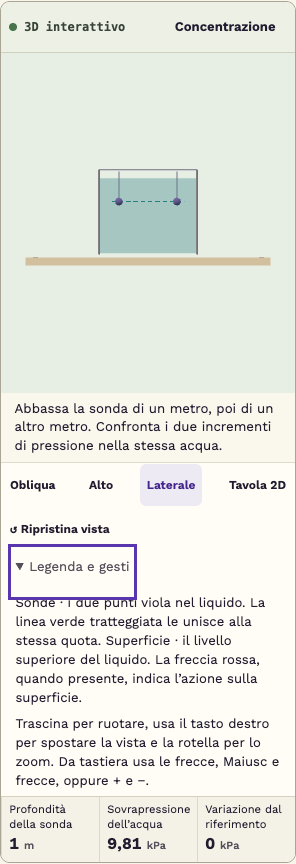 3D interattivo
Concentrazione
Abbassa la sonda di un metro, poi di un
altro metro. Confronta i due incrementi
di pressione nella stessa acqua.
Obliqua
Alto
Laterale
Tavola 2D
↺ Ripristina vista
▼ Legenda e gesti
Sonde · i due punti viola nel liquido. La
linea verde tratteggiata le unisce alla
stessa quota. Superficie · il livello
superiore del liquido. La freccia rossa,
quando presente, indica l’azione sulla
superficie.
Trascina per ruotare, usa il tasto destro
per spostare la vista e la rotella per lo
zoom. Da tastiera usa le frecce, Maiusc e
frecce, oppure + e −.
Profondità
della sonda
1 m
Sovrapressione
dell’acqua
9,81 kPa
Variazione dal
riferimento
0 kPa